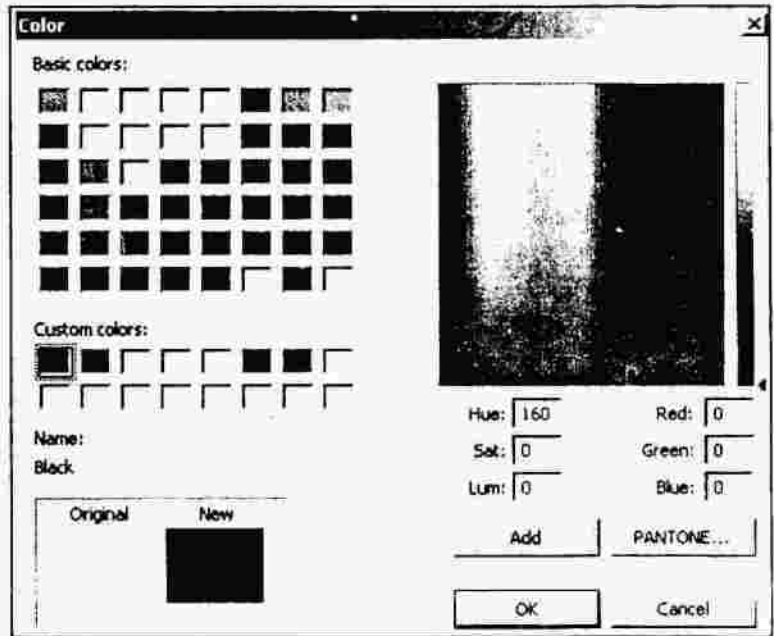 Color
Basic colors:
Custom colors:
Name:
Black
Original New
Hue: 160 Red: 0
Sat: 0 Green: 0
Lum: 0 Blue: 0
Add PANTONE...
OK Cancel